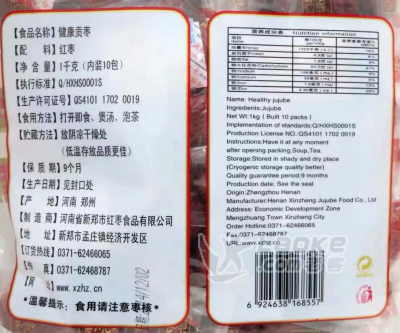 【食品名称】健康贡枣
【配 料】红枣
【净 含 量】1千克（内装10包）
【执行标准】Q/HXHS0001S
【生产许可证号】QS4101 1702 0019
【食用方法】打开即食、煲汤、泡茶
【贮藏方法】放阴凉干燥处
（低温存放品质更佳）
【保 质 期】9个月
【生产日期】见封口处
【产 地】河南 郑州
【制 造 商】河南省新郑市红枣食品有限公司
【地 址】新郑市孟庄镇经济开发区
【订货热线】0371-62466065
【传 真】0371-62468787
【网 址】www.xzhz.cn
·温馨提示：食用请注意枣核·
营养成分表 Nutrition information
Name: Healthy jujube
Ingredients:Jujube
Net Wt:1kg ( Built 10 packs )
Implementation of standards:Q/HXHS0001S
Production License NO.:QS4101 1702 0019
Instructions:Have it at any time
after opening packing,Soup,Tea.
Storage:Stored in shady and dry place
(Cryogenic storage quality better)
Quality guarantee period:9 months
Production date: See the seal
Origin:Zhengzhou Henan
Manufacturer:Henan Xinzheng Jujube Food Co., Ltd
Address: Economic Development Zone
Mengzhuang Town Xinzheng City
Order Hotline:0371-62466065
Fax:0371-62468787
URL:www.xzhz.cn
6 924638 168557